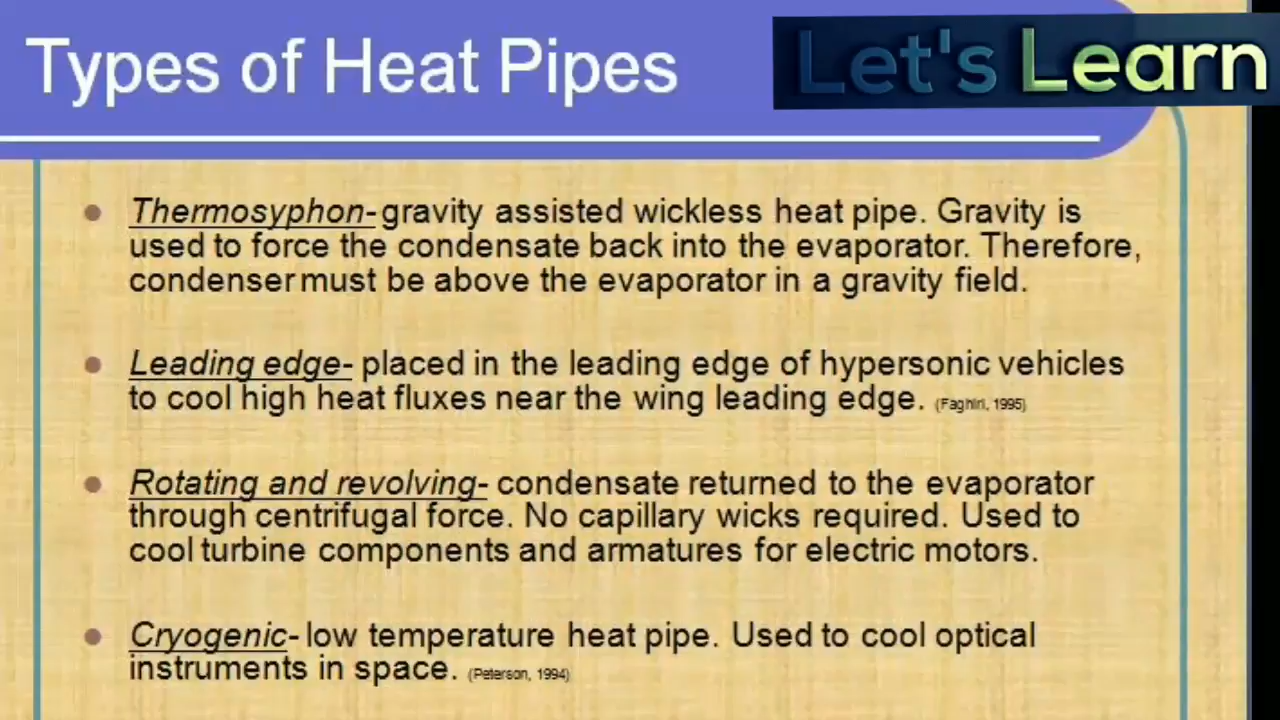 Types of Heat Pipes
Let's Learn
Thermosyphon- gravity assisted wickless heat pipe. Gravity is
used to force the condensate back into the evaporator. Therefore,
condenser must be above the evaporator in a gravity field.
Leading edge- placed in the leading edge of hypersonic vehicles
to cool high heat fluxes near the wing leading edge. (Faghiri, 1995)
Rotating and revolving- condensate returned to the evaporator
through centrifugal force. No capillary wicks required. Used to
cool turbine components and armatures for electric motors.
Cryogenic- low temperature heat pipe. Used to cool optical
instruments in space. (Peterson, 1994)